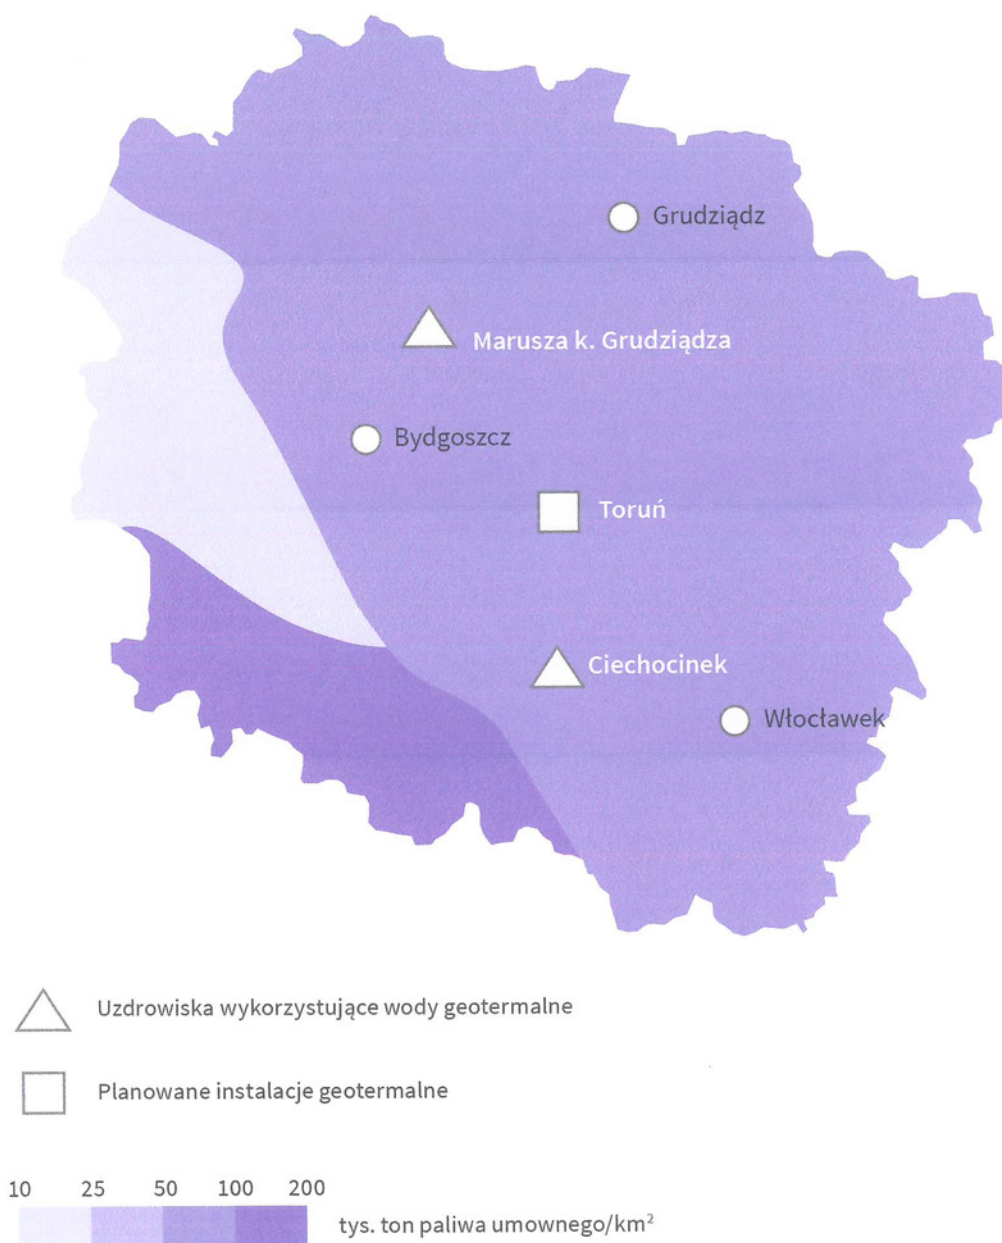 Grudziądz
Marusza k. Grudziądza
Bydgoszcz
Toruń
Ciechocinek
Włocławek
Uzdrowiska wykorzystujące wody geotermalne
Planowane instalacje geotermalne
10 25 50 100 200
tys. ton paliwa umownego/km²